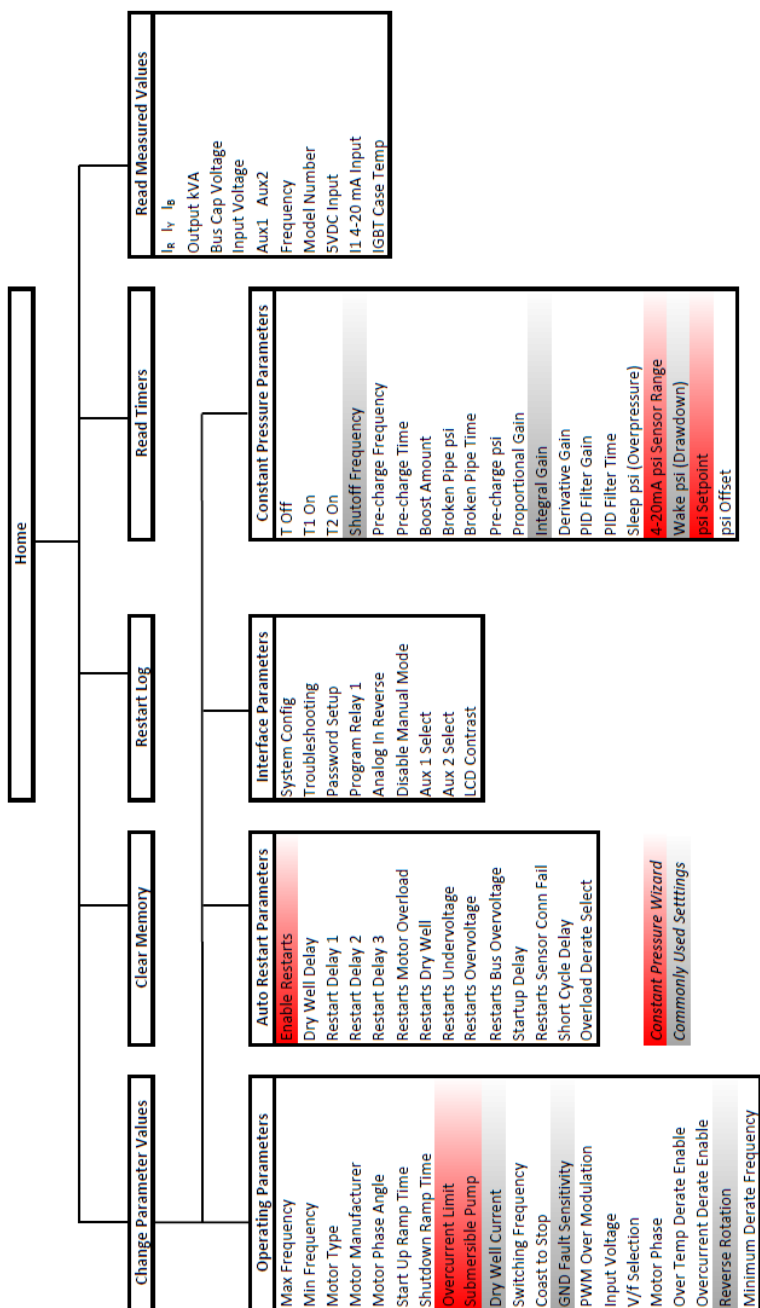 Home
Change Parameter Values
Clear Memory
Restart Log
Read Timers
Read Measured Values
I_R I_Y I_B
Output kVA
Bus Cap Voltage
Input Voltage
Aux1 Aux2
Frequency
Model Number
5VDC Input
I1 4-20 mA Input
IGBT Case Temp
Operating Parameters
Max Frequency
Min Frequency
Motor Type
Motor Manufacturer
Motor Phase Angle
Start Up Ramp Time
Shutdown Ramp Time
Overcurrent Limit
Submersible Pump
Dry Well Current
Switching Frequency
Coast to Stop
GND Fault Sensitivity
PWM Over Modulation
Input Voltage
V/f Selection
Motor Phase
Over Temp Derate Enable
Overcurrent Derate Enable
Reverse Rotation
Minimum Derate Frequency
Auto Restart Parameters
Enable Restarts
Dry Well Delay
Restart Delay 1
Restart Delay 2
Restart Delay 3
Restarts Motor Overload
Restarts Dry Well
Restarts Undervoltage
Restarts Overvoltage
Restarts Bus Overvoltage
Startup Delay
Restarts Sensor Conn Fail
Short Cycle Delay
Overload Derate Select
Interface Parameters
System Config
Troubleshooting
Password Setup
Program Relay 1
Analog In Reverse
Disable Manual Mode
Aux 1 Select
Aux 2 Select
LCD Contrast
Constant Pressure Parameters
T Off
T1 On
T2 On
Shutoff Frequency
Pre-charge Frequency
Pre-charge Time
Boost Amount
Broken Pipe psi
Broken Pipe Time
Pre-charge psi
Proportional Gain
Integral Gain
Derivative Gain
PID Filter Gain
PID Filter Time
Sleep psi (Overpressure)
4-20mA psi Sensor Range
Wake psi (Drawdown)
psi Setpoint
psi Offset
Constant Pressure Wizard
Commonly Used Setttings